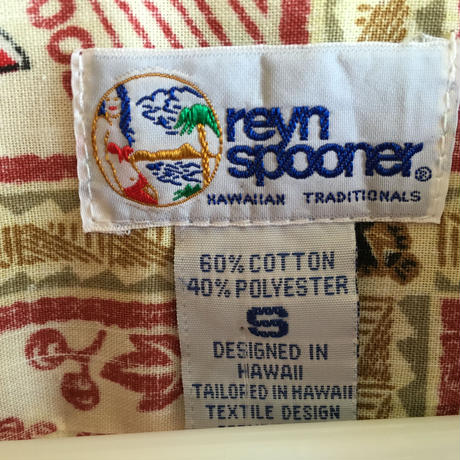 reyn
spooner®
HAWAIIAN TRADITIONALS
60% COTTON
40% POLYESTER
S
DESIGNED IN
HAWAII
TAILORED IN HAWAII
TEXTILE DESIGN